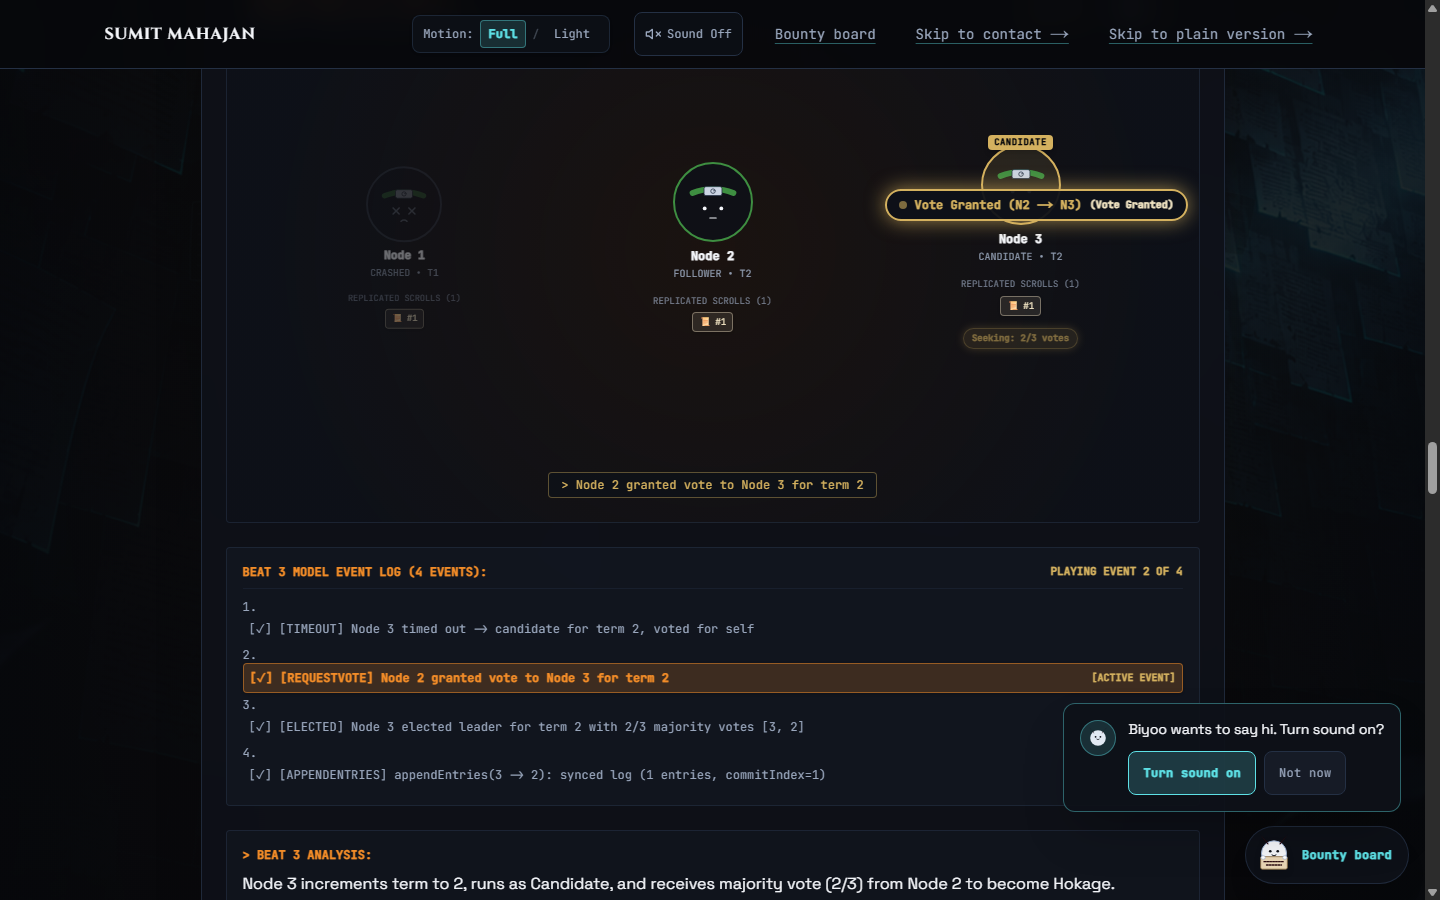 SUMIT MAHAJAN
Motion: Full / Light
Sound Off
Bounty board
Skip to contact →
Skip to plain version →
CANDIDATE
Vote Granted (N2 → N3) (Vote Granted)
Node 1
CRASHED • T1
REPLICATED SCROLLS (1)
#1
Node 2
FOLLOWER • T2
REPLICATED SCROLLS (1)
#1
Node 3
CANDIDATE • T2
REPLICATED SCROLLS (1)
#1
Seeking: 2/3 votes
> Node 2 granted vote to Node 3 for term 2
BEAT 3 MODEL EVENT LOG (4 EVENTS):
PLAYING EVENT 2 OF 4
1.
[✓] [TIMEOUT] Node 3 timed out → candidate for term 2, voted for self
2.
[✓] [REQUESTVOTE] Node 2 granted vote to Node 3 for term 2
[ACTIVE EVENT]
3.
[✓] [ELECTED] Node 3 elected leader for term 2 with 2/3 majority votes [3, 2]
4.
[✓] [APPENDENTRIES] appendEntries(3 → 2): synced log (1 entries, commitIndex=1)
Biyoo wants to say hi. Turn sound on?
Turn sound on
Not now
Bounty board
> BEAT 3 ANALYSIS:
Node 3 increments term to 2, runs as Candidate, and receives majority vote (2/3) from Node 2 to become Hokage.